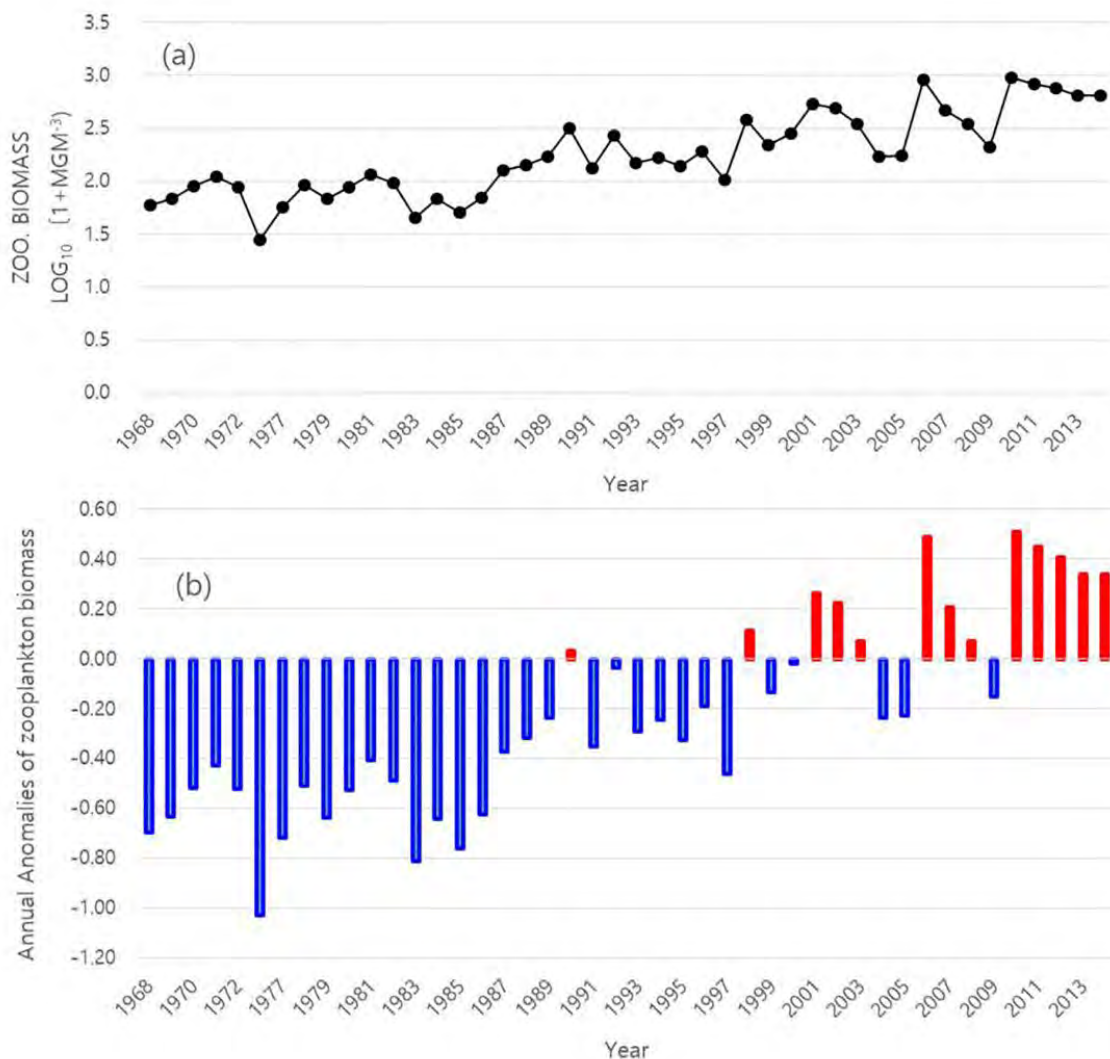 3.5
(a)
3.0
2.5
2.0
1.5
1.0
0.5
0.0
ZOO. BIOMASS
LOG₁₀ [1+MGM⁻³)
1968 1970 1972 1977 1979 1981 1983 1985 1987 1989 1991 1993 1995 1997 1999 2001 2003 2005 2007 2009 2011 2013
Year
0.60
0.40
(b)
0.20
0.00
-0.20
-0.40
-0.60
-0.80
-1.00
-1.20
Annual Anomalies of zooplankton biomass
1968 1970 1972 1977 1979 1981 1983 1985 1987 1989 1991 1993 1995 1997 1999 2001 2003 2005 2007 2009 2011 2013
Year